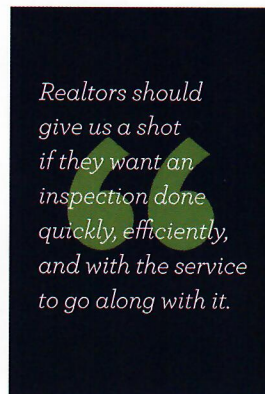 Realtors should
give us a shot
if they want an
inspection done
quickly, efficiently,
and with the service
to go along with it.